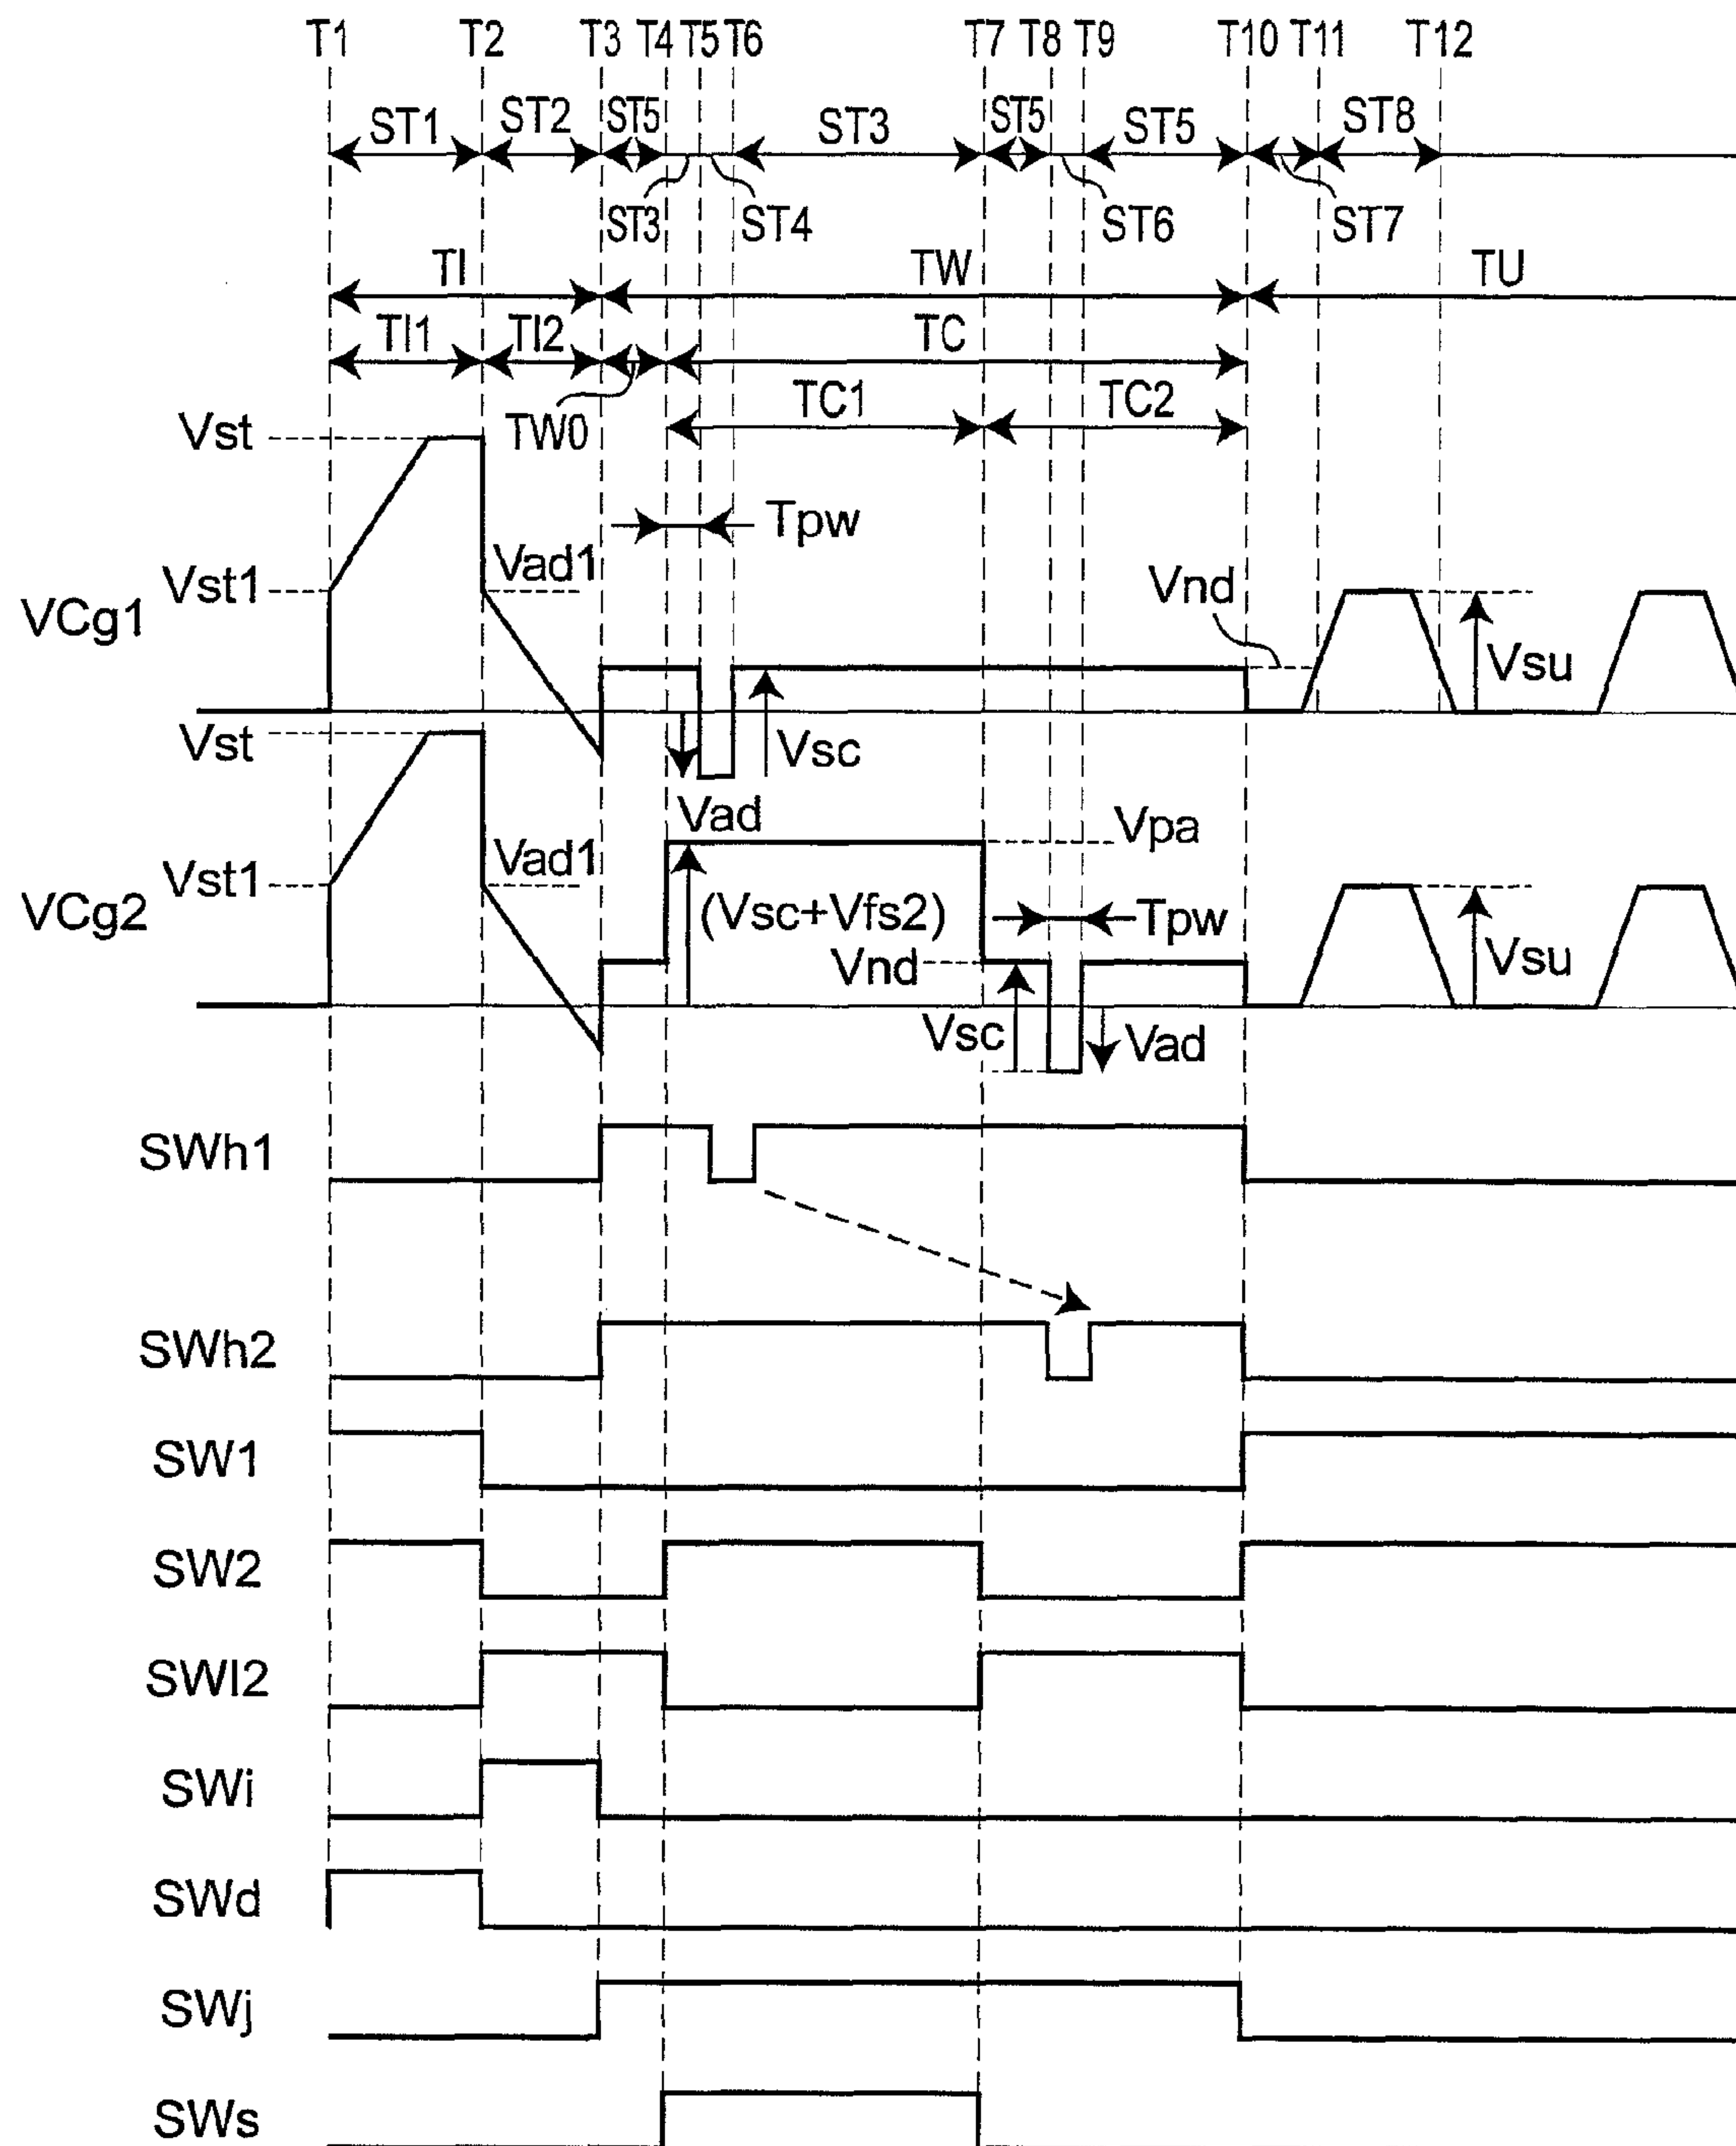 T1 T2 T3 T4 T5 T6 T7 T8 T9 T10 T11 T12
ST1 ST2 ST5 ST3 ST5 ST5 ST8
ST3 ST4 ST6 ST7
TI TW TU
TI1 TI2 TC
TW0 TC1 TC2
Vst
Tpw
Vad1
Vst1
Vnd
VCg1
Vsu
Vsc
Vst
Vad
Vpa
Vad1
Vst1
VCg2
(Vsc+Vfs2)
Tpw
Vnd
Vsu
Vsc
Vad
SWh1
SWh2
SW1
SW2
SWl2
SWi
SWd
SWj
SWs